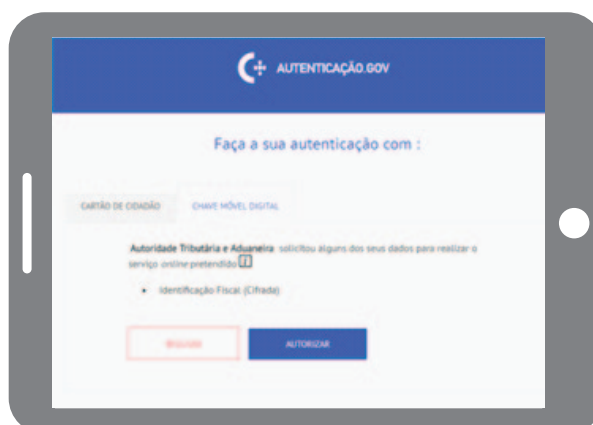 AUTENTICAÇÃO.GOV
Faça a sua autenticação com :
CARTÃO DE CIDADÃO
CHAVE MÓVEL DIGITAL
Autoridade Tributária e Aduaneira solicitou alguns dos seus dados para realizar o
serviço online pretendido i
• Identificação Fiscal (Cifrada)
RECUSAR
AUTORIZAR